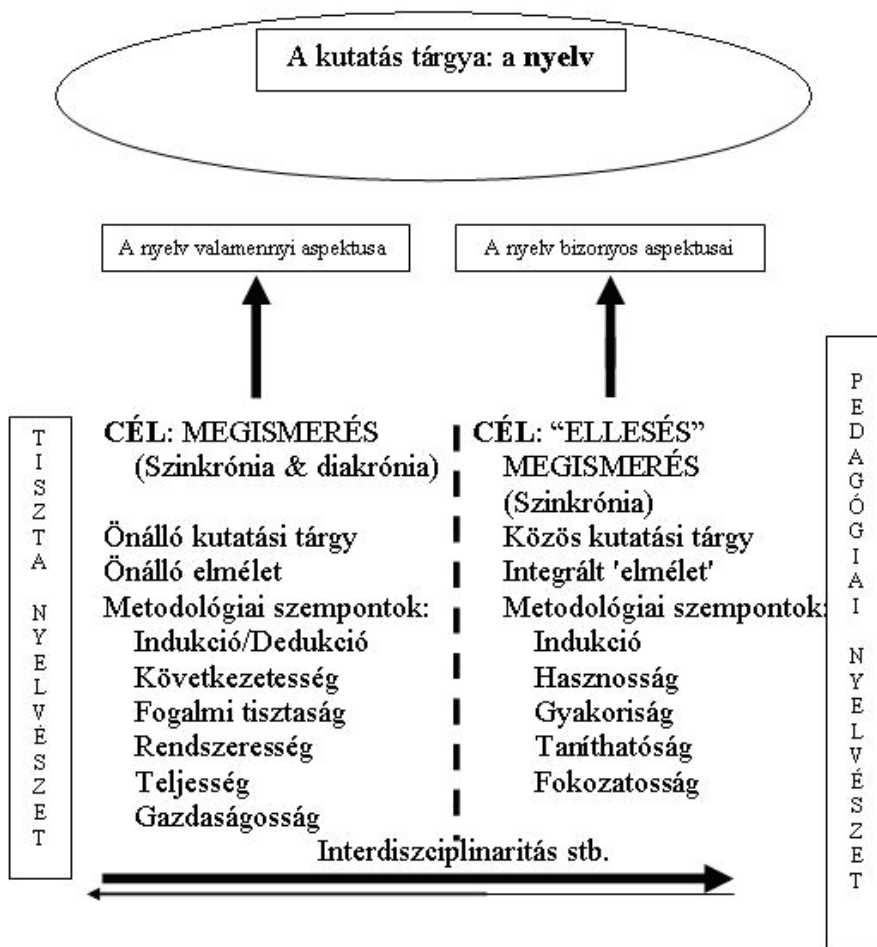 A kutatás tárgya: a nyelv
A nyelv valamennyi aspektusa
A nyelv bizonyos aspektusai
TISZTA NYELVÉSZET
CÉL: MEGISMERÉS
(Szinkrónia & diakrónia)
Önálló kutatási tárgy
Önálló elmélet
Metodológiai szempontok:
Indukció/Dedukció
Következetesség
Fogalmi tisztaság
Rendszeresség
Teljesség
Gazdaságosság
CÉL: “ELLESÉS”
MEGISMERÉS
(Szinkrónia)
Közös kutatási tárgy
Integrált 'elmélet'
Metodológiai szempontok:
Indukció
Hasznosság
Gyakoriság
Taníthatóság
Fokozatosság
PEDAGÓGIAI NYELVÉSZET
Interdiszciplinaritás stb.